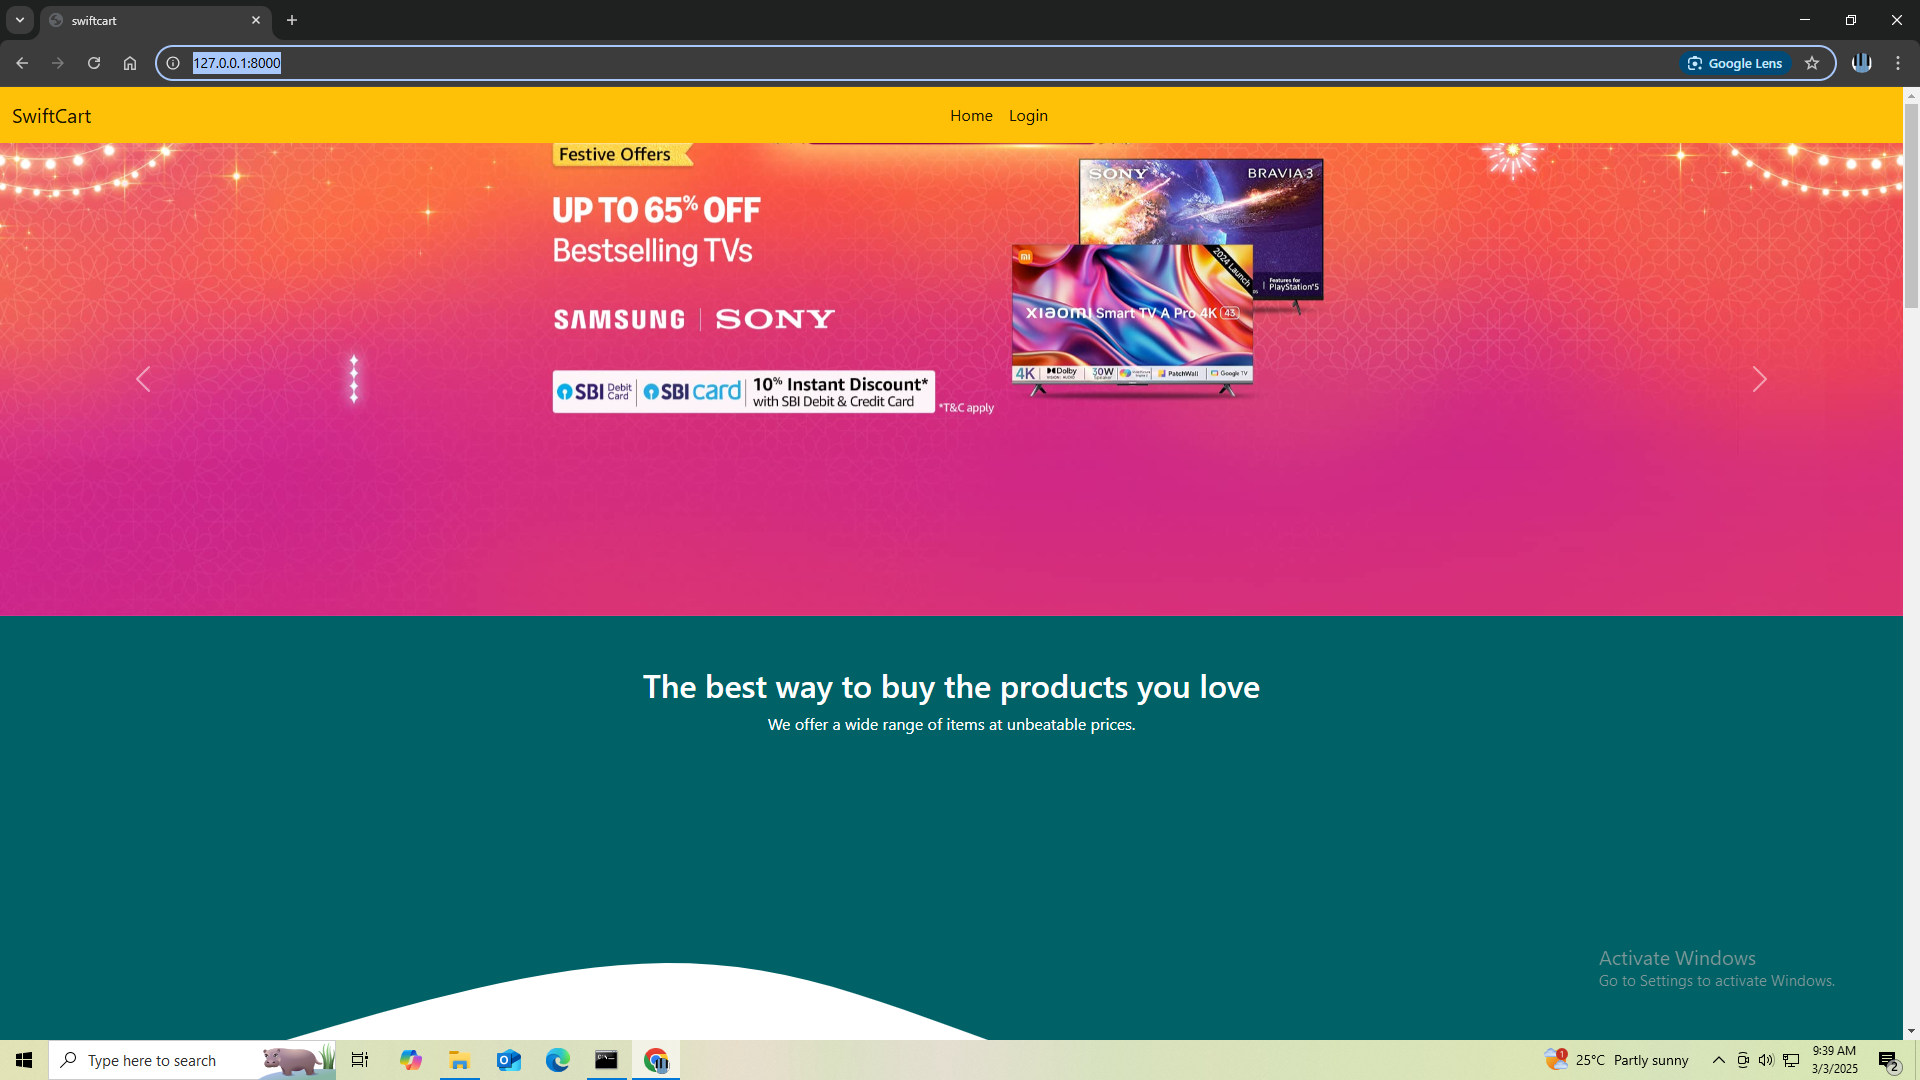 swiftcart
127.0.0.1:8000
Google Lens
SwiftCart
Home Login
Festive Offers
UP TO 65% OFF
Bestselling TVs
SAMSUNG | SONY
SBI Debit Card SBI card 10% Instant Discount*
with SBI Debit & Credit Card
*T&C apply
SONY BRAVIA 3
2024 Launch
Features for
PlayStation 5
mi
xiaomi Smart TV A Pro 4K 43
4K Dolby VISION | AUDIO 30W Speaker PatchWall Google TV
The best way to buy the products you love
We offer a wide range of items at unbeatable prices.
Activate Windows
Go to Settings to activate Windows.
Type here to search
1
25°C Partly sunny
9:39 AM
3/3/2025
2